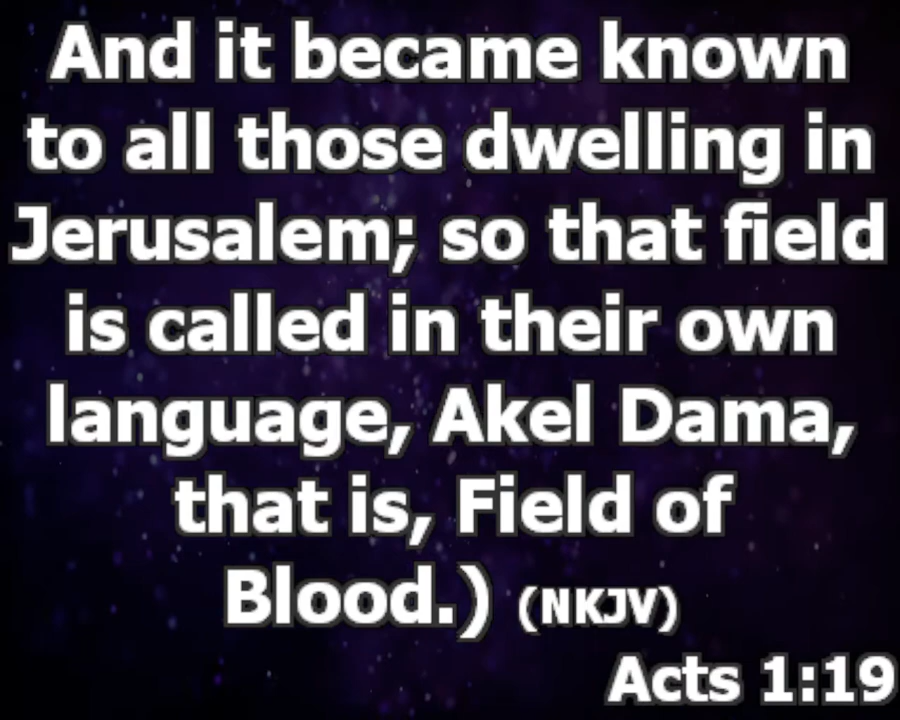 And it became known
to all those dwelling in
Jerusalem; so that field
is called in their own
language, Akel Dama,
that is, Field of
Blood.) (NKJV)
Acts 1:19